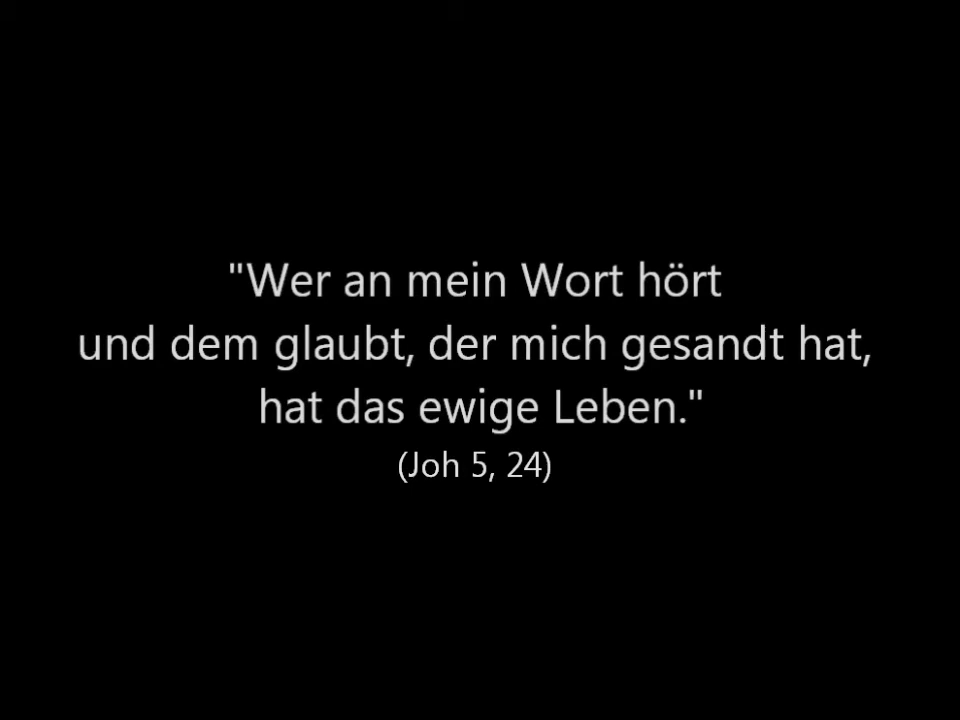 "Wer an mein Wort hört
und dem glaubt, der mich gesandt hat,
hat das ewige Leben."
(Joh 5, 24)